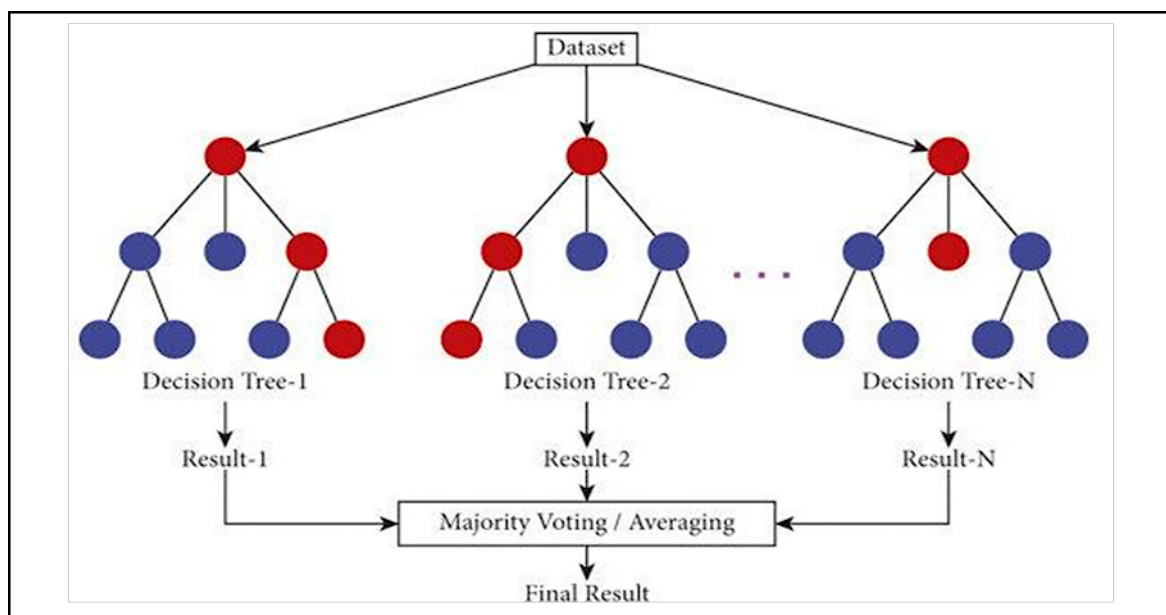 Dataset
Decision Tree-1
Decision Tree-2
Decision Tree-N
Result-1
Result-2
Result-N
Majority Voting / Averaging
Final Result